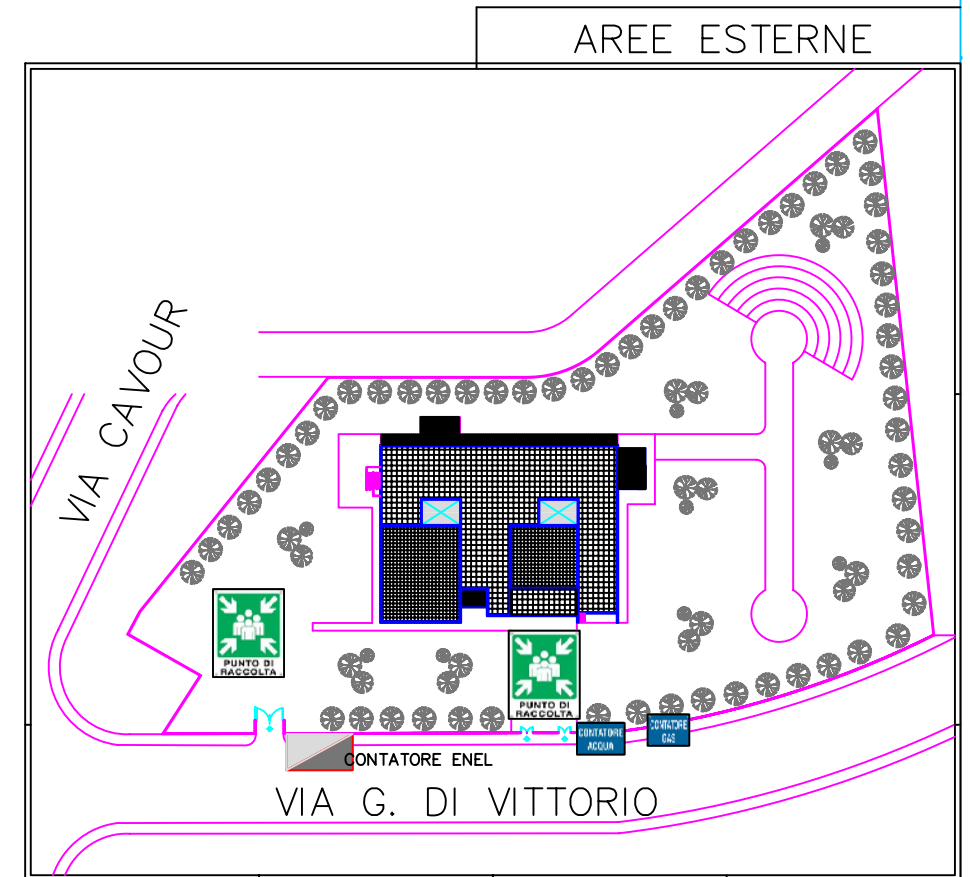 AREE ESTERNE
VIA CAVOUR
PUNTO DI
RACCOLTA
PUNTO DI
RACCOLTA
CONTATORE
ACQUA
CONTATORE
GAS
CONTATORE ENEL
VIA G. DI VITTORIO